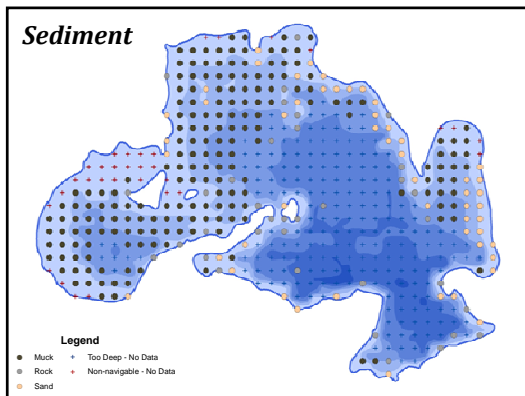 Sediment
Legend
Muck
Too Deep - No Data
Rock
Non-navigable - No Data
Sand